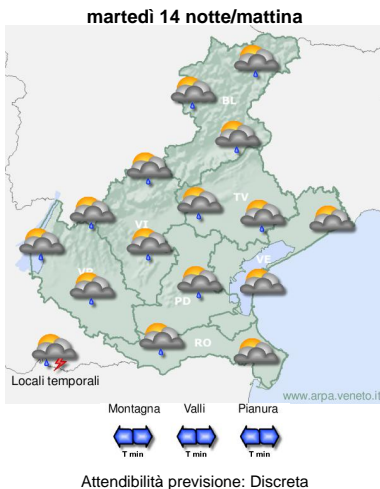 martedì 14 notte/mattina
BL
TV
VI
VE
VR
PD
RO
Locali temporali
www.arpa.veneto.it
Montagna Valli Pianura
T min T min T min
Attendibilità previsione: Discreta